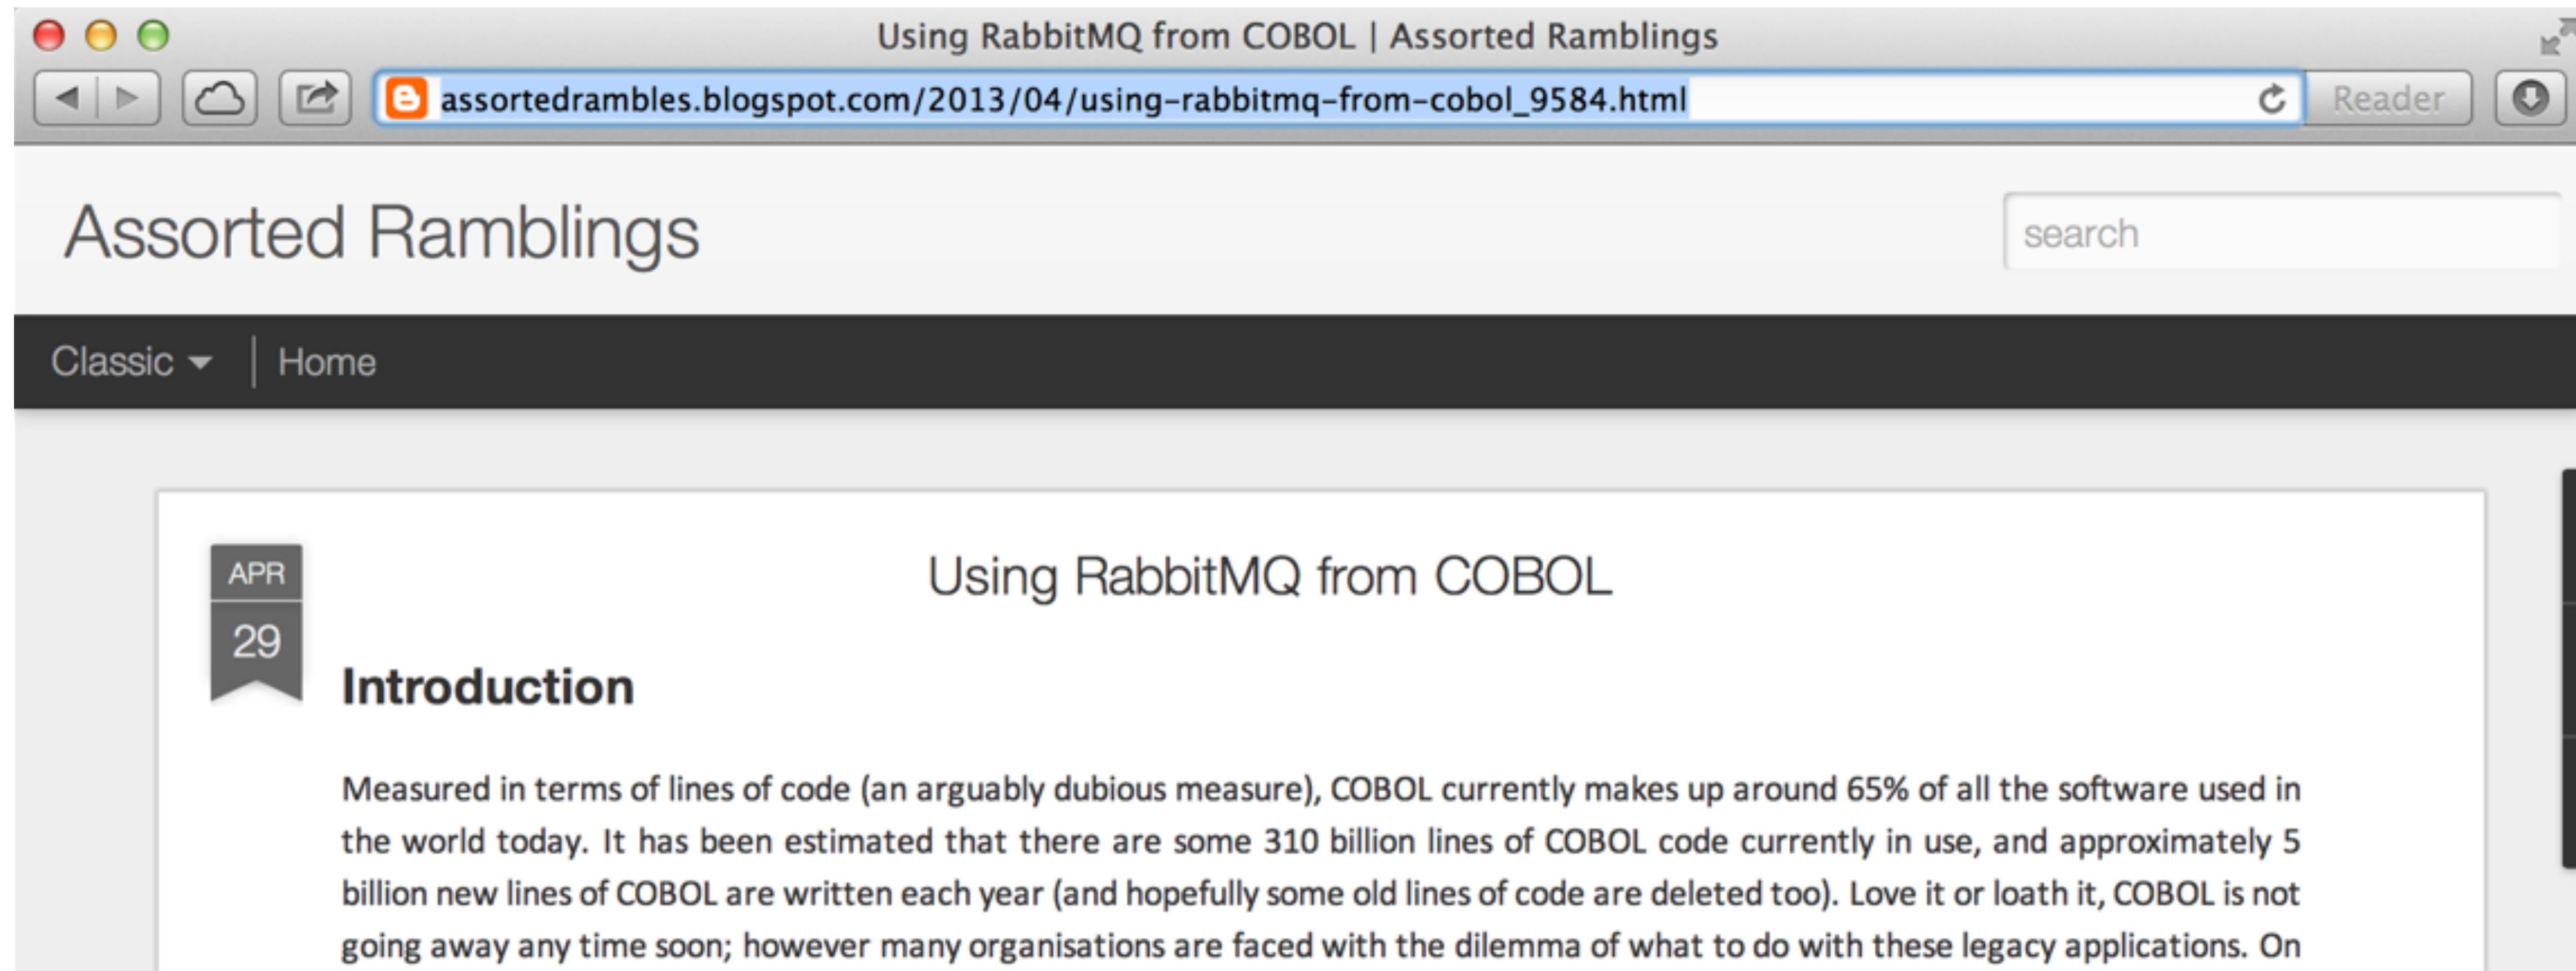 Using RabbitMQ from COBOL | Assorted Ramblings
assortedrambles.blogspot.com/2013/04/using-rabbitmq-from-cobol_9584.html
Reader
Assorted Ramblings
search
Classic
Home
APR
29
Using RabbitMQ from COBOL
Introduction
Measured in terms of lines of code (an arguably dubious measure), COBOL currently makes up around 65% of all the software used in
the world today. It has been estimated that there are some 310 billion lines of COBOL code currently in use, and approximately 5
billion new lines of COBOL are written each year (and hopefully some old lines of code are deleted too). Love it or loath it, COBOL is not
going away any time soon; however many organisations are faced with the dilemma of what to do with these legacy applications. On